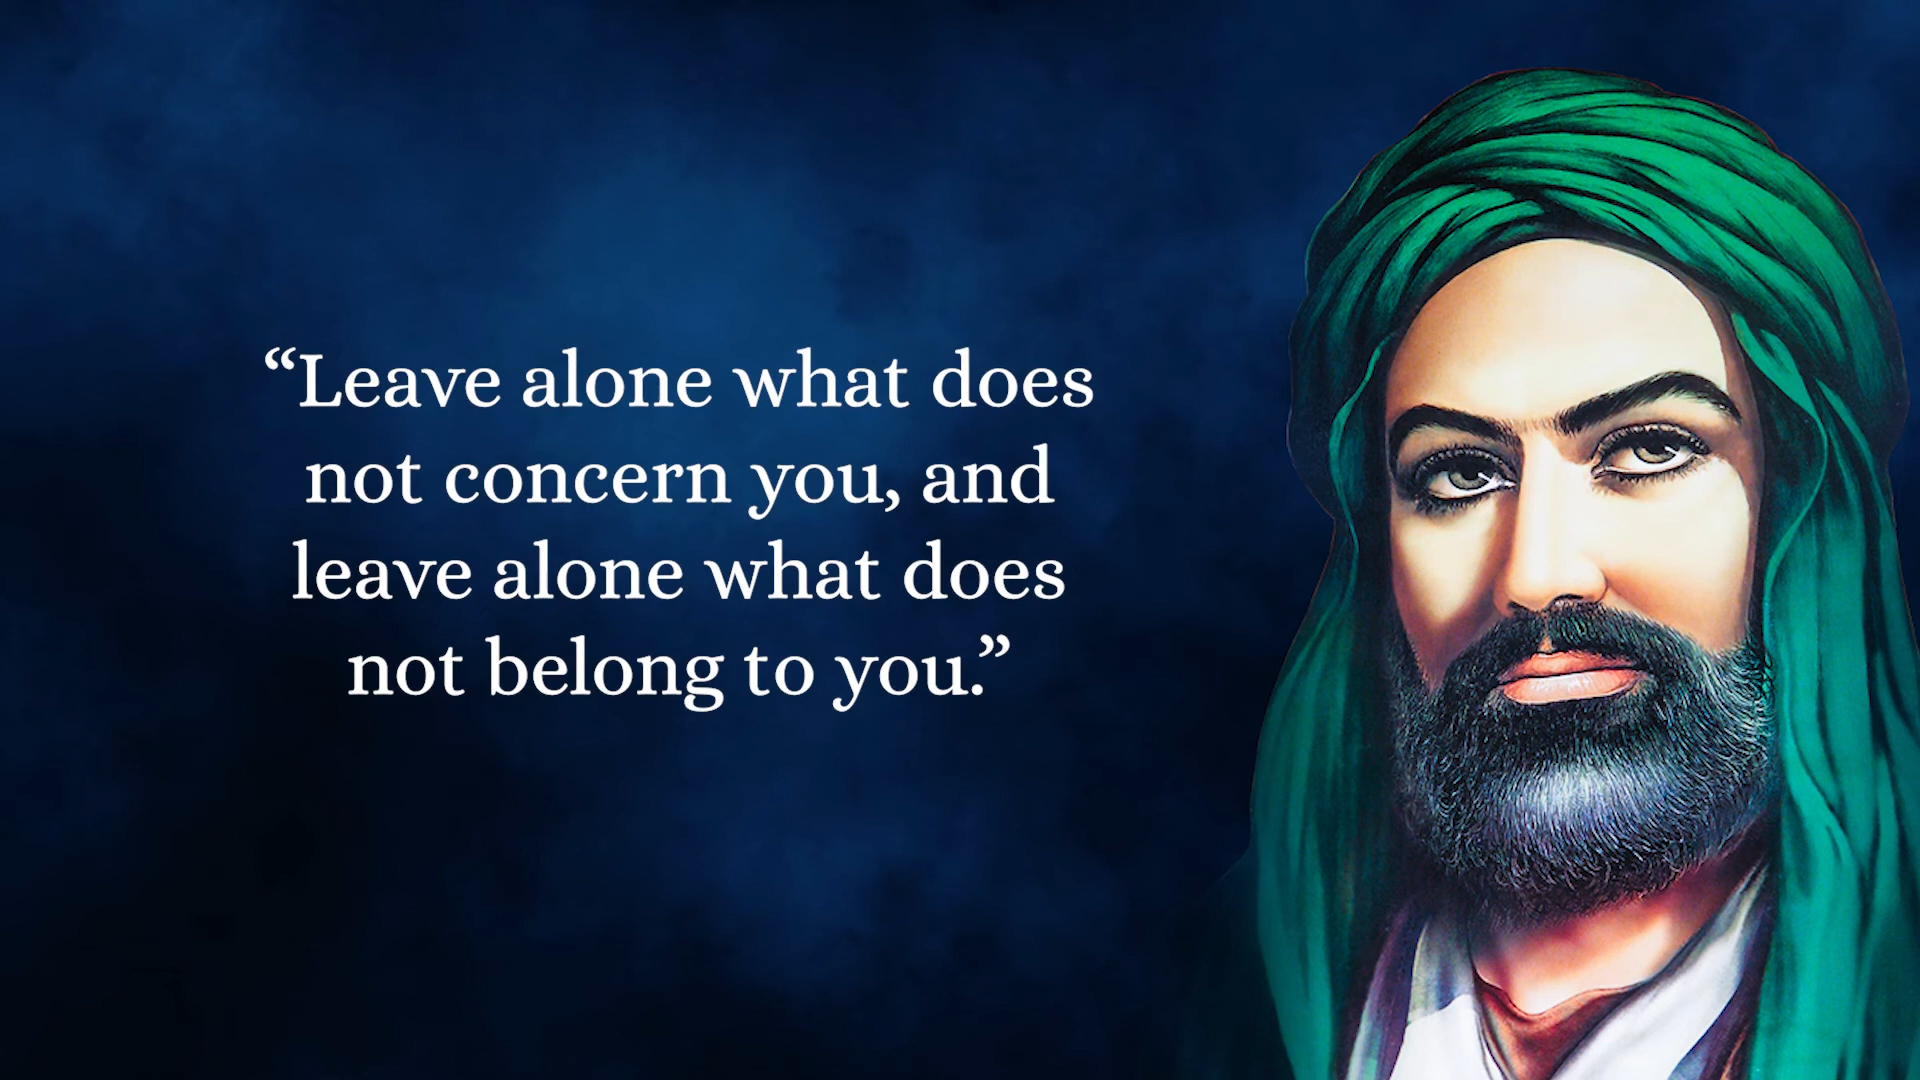 “Leave alone what does
not concern you, and
leave alone what does
not belong to you.”